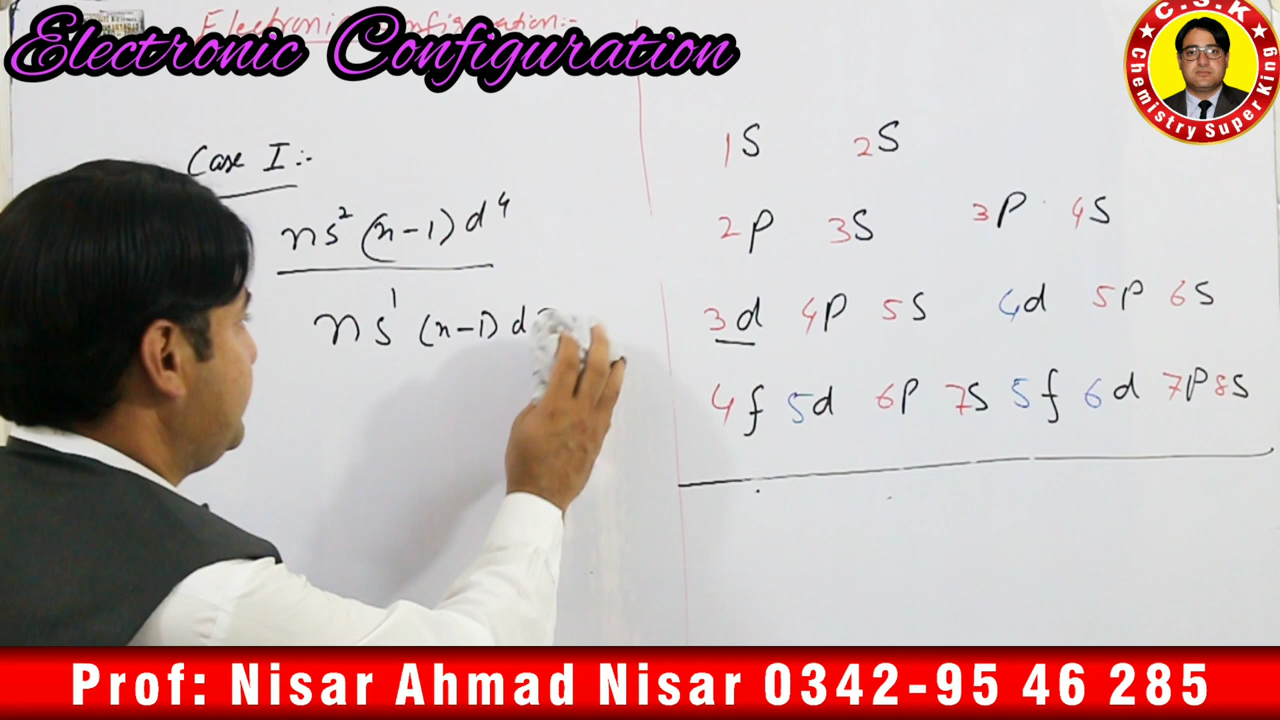 Electronic Configuration:-
Electronic Configuration
C.S.K
Chemistry Super King
Case I :-
ns² (n-1) d⁴
ns¹ (n-1) d
1S 2S
2P 3S 3P 4S
3d 4P 5S 4d 5P 6S
4f 5d 6P 7S 5f 6d 7P 8S
Prof: Nisar Ahmad Nisar 0342-95 46 285